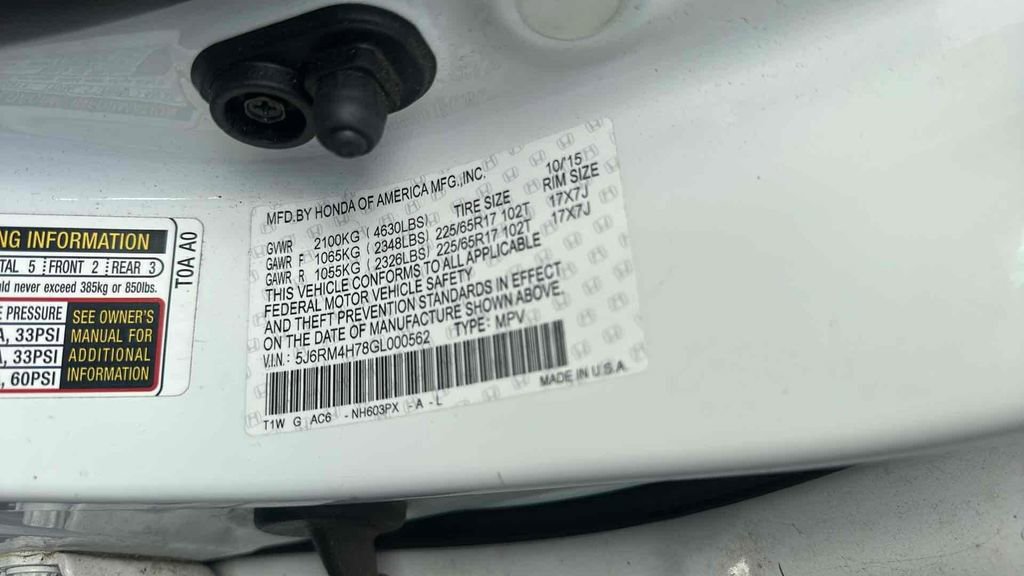 NG INFORMATION
TAL 5 FRONT 2 REAR 3
ld never exceed 385kg or 850lbs.
E PRESSURE
A, 33PSI
A, 33PSI
A, 60PSI
SEE OWNER'S
MANUAL FOR
ADDITIONAL
INFORMATION
T0A A0
MFD.BY HONDA OF AMERICA MFG.,INC. 10/15
TIRE SIZE RIM SIZE
GVWR 2100KG ( 4630LBS)
GAWR F 1065KG ( 2348LBS) 225/65R17 102T 17X7J
GAWR R 1055KG ( 2326LBS) 225/65R17 102T 17X7J
THIS VEHICLE CONFORMS TO ALL APPLICABLE
FEDERAL MOTOR VEHICLE SAFETY
AND THEFT PREVENTION STANDARDS IN EFFECT
ON THE DATE OF MANUFACTURE SHOWN ABOVE.
V.I.N.: 5J6RM4H78GL000562 TYPE: MPV
T1W G AC6 - NH603PX - A - L MADE IN U.S.A.